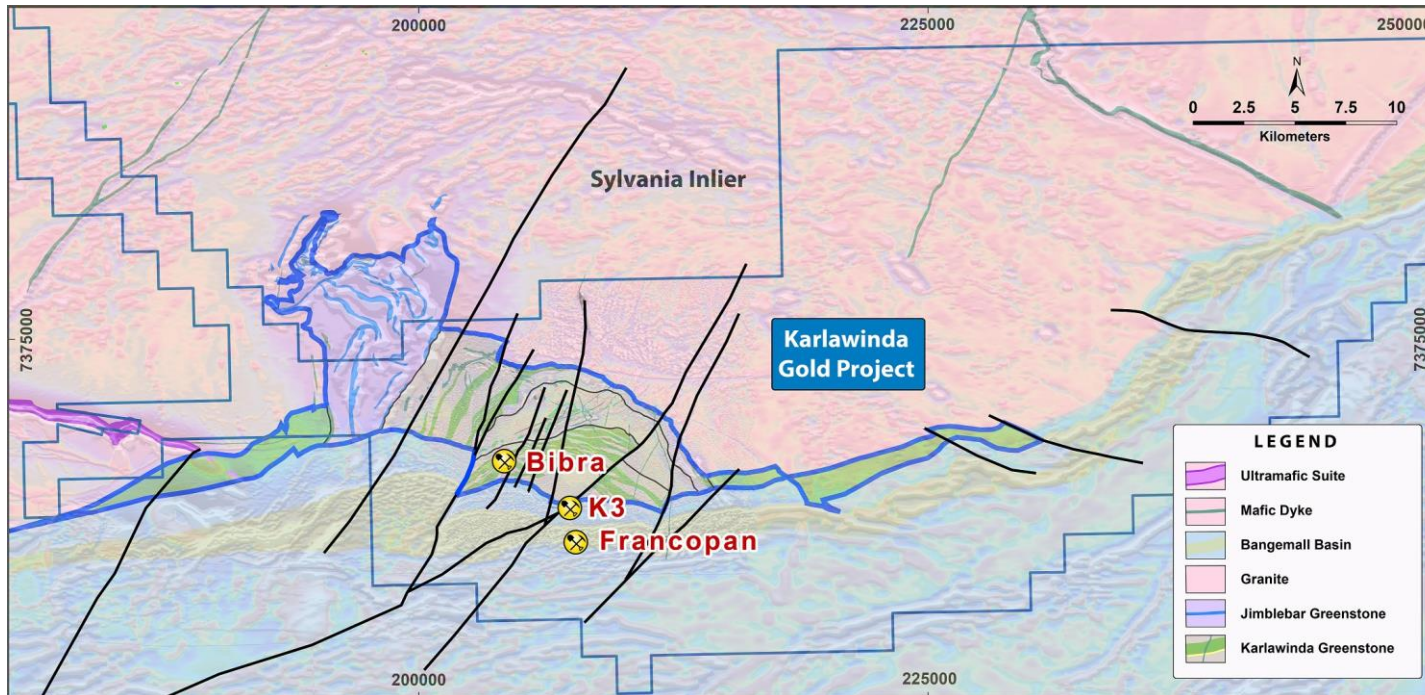 200000
225000
250000
N
0 2.5 5 7.5 10
Kilometers
Sylvania Inlier
7375000
7375000
Karlawinda
Gold Project
Bibra
K3
Francopan
LEGEND
Ultramafic Suite
Mafic Dyke
Bangemall Basin
Granite
Jimblebar Greenstone
Karlawinda Greenstone
200000
225000